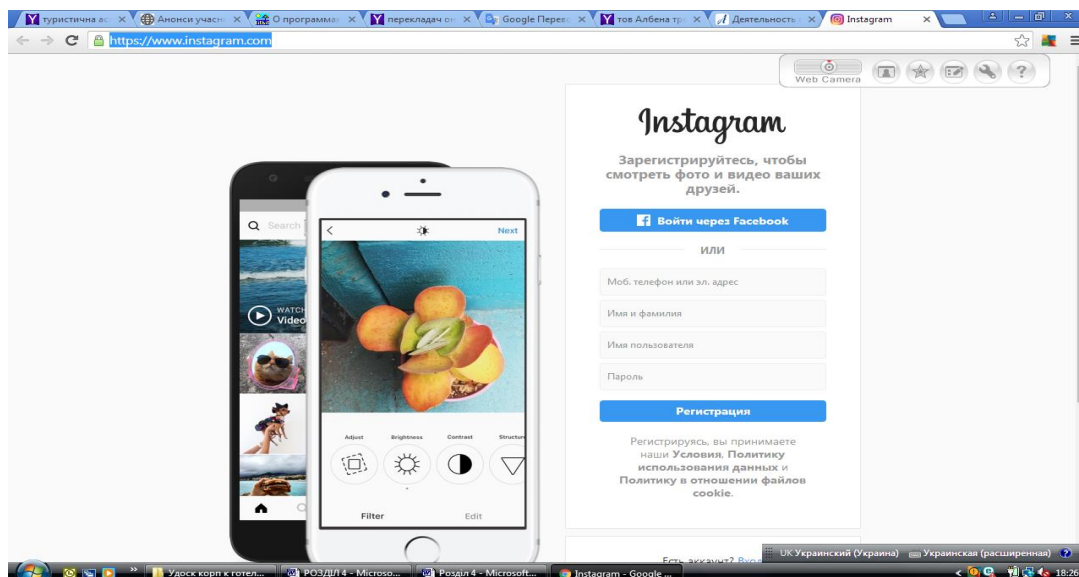 туристична ас
Анонси учасн
О программа
перекладач он
Google Перев
тов Албена тр
Деятельность
Instagram
https://www.instagram.com
Web Camera
Instagram
Зарегистрируйтесь, чтобы
смотреть фото и видео ваших
друзей.
Войти через Facebook
ИЛИ
Моб. телефон или эл. адрес
Имя и фамилия
Имя пользователя
Пароль
Регистрация
Регистрируясь, вы принимаете
наши Условия, Политику
использования данных и
Политику в отношении файлов
cookie.
Есть аккаунт? Вход
Search
WATCH
Video
Next
Adjust
Brightness
Contrast
Structure
Filter
Edit
UK Украинский (Украина)
Украинская (расширенная)
Удоск корп к готел...
РОЗДІЛ 4 - Microso...
Розділ 4 - Microsoft...
Instagram - Google ...
18:26